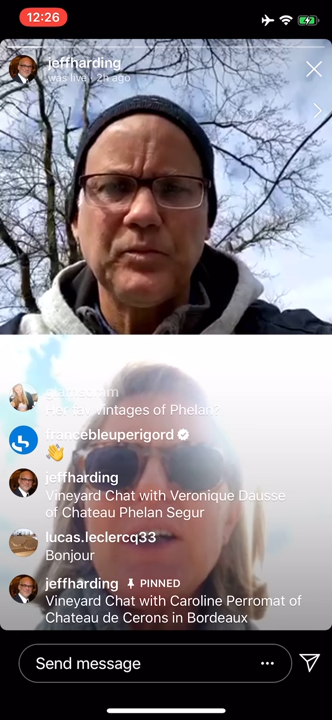 12:26
jeffharding
was live | 2h ago
Her fav vintages of Phelan?
francebleuperigord
👋
jeffharding
Vineyard Chat with Veronique Dausse
of Chateau Phelan Segur
lucas.leclercq33
Bonjour
jeffharding PINNED
Vineyard Chat with Caroline Perromat of
Chateau de Cerons in Bordeaux
Send message